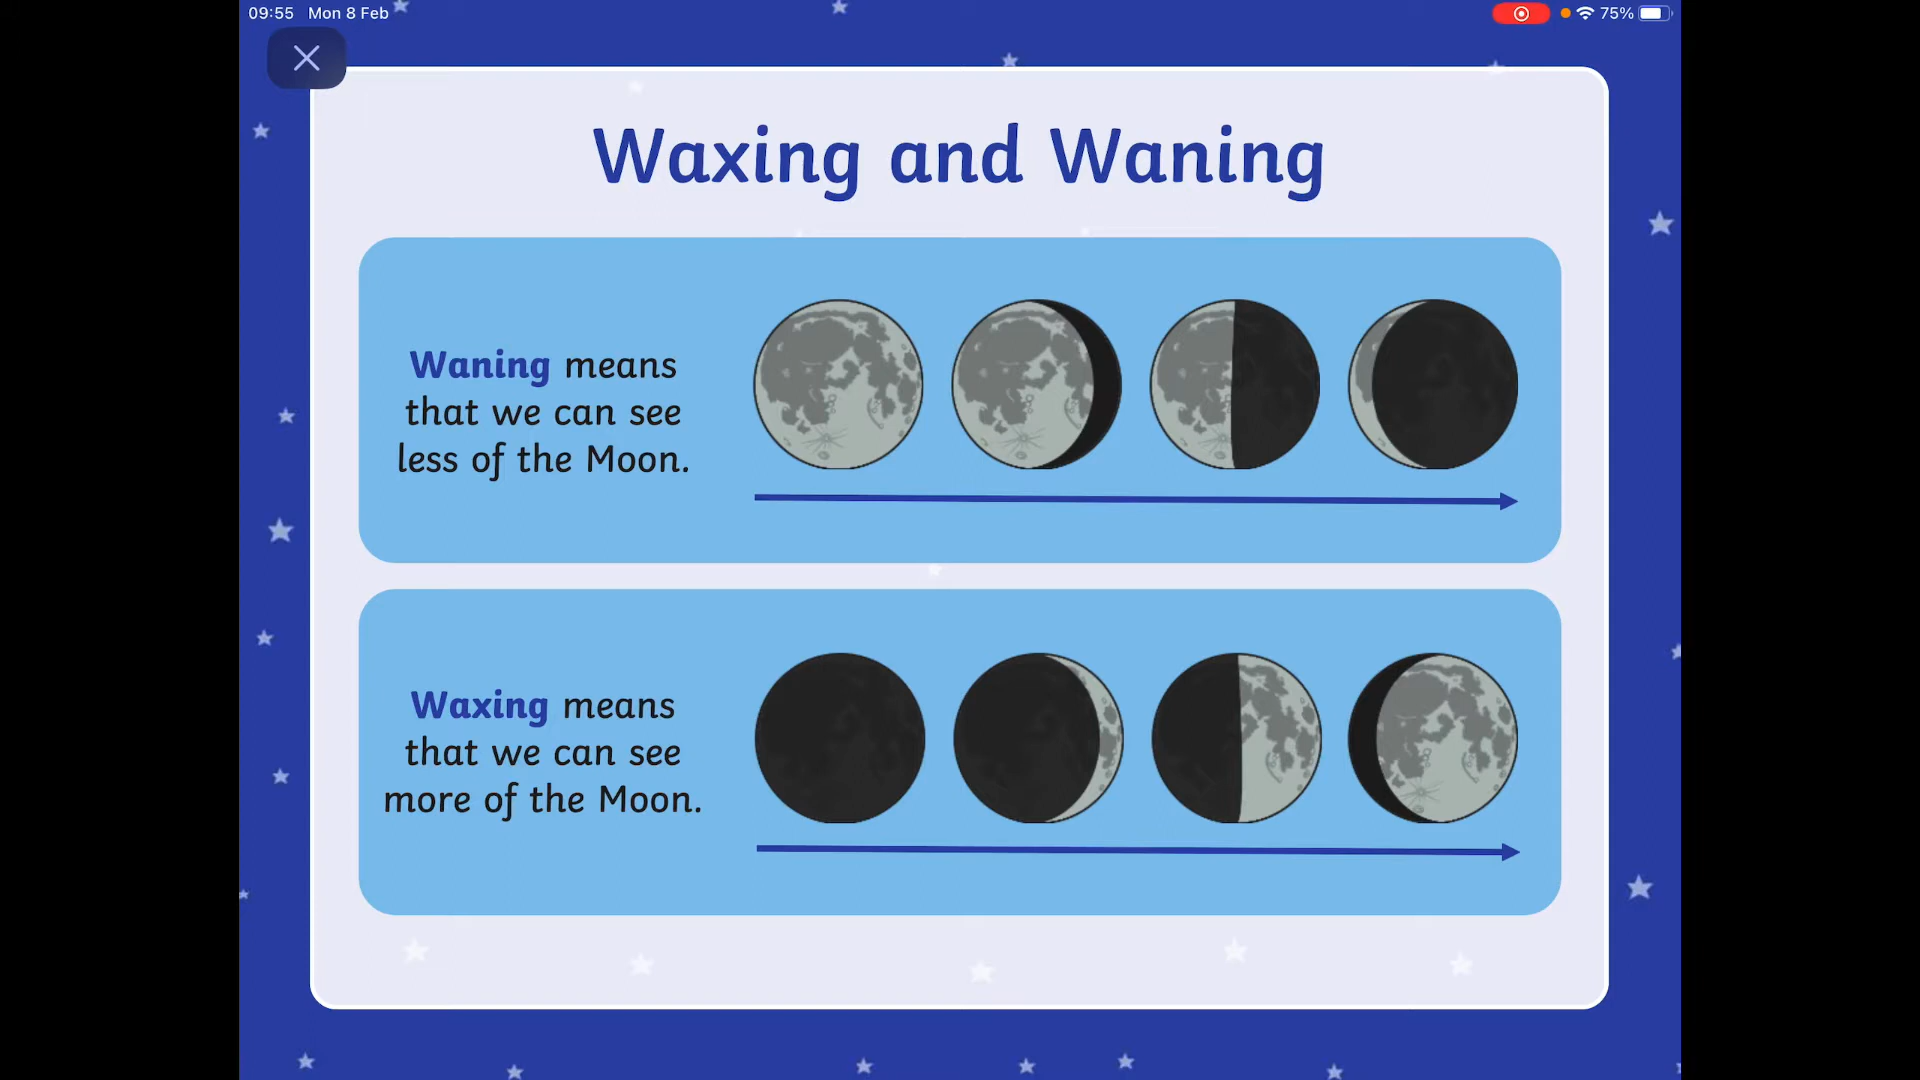 09:55 Mon 8 Feb
75%
Waxing and Waning
Waning means
that we can see
less of the Moon.
Waxing means
that we can see
more of the Moon.